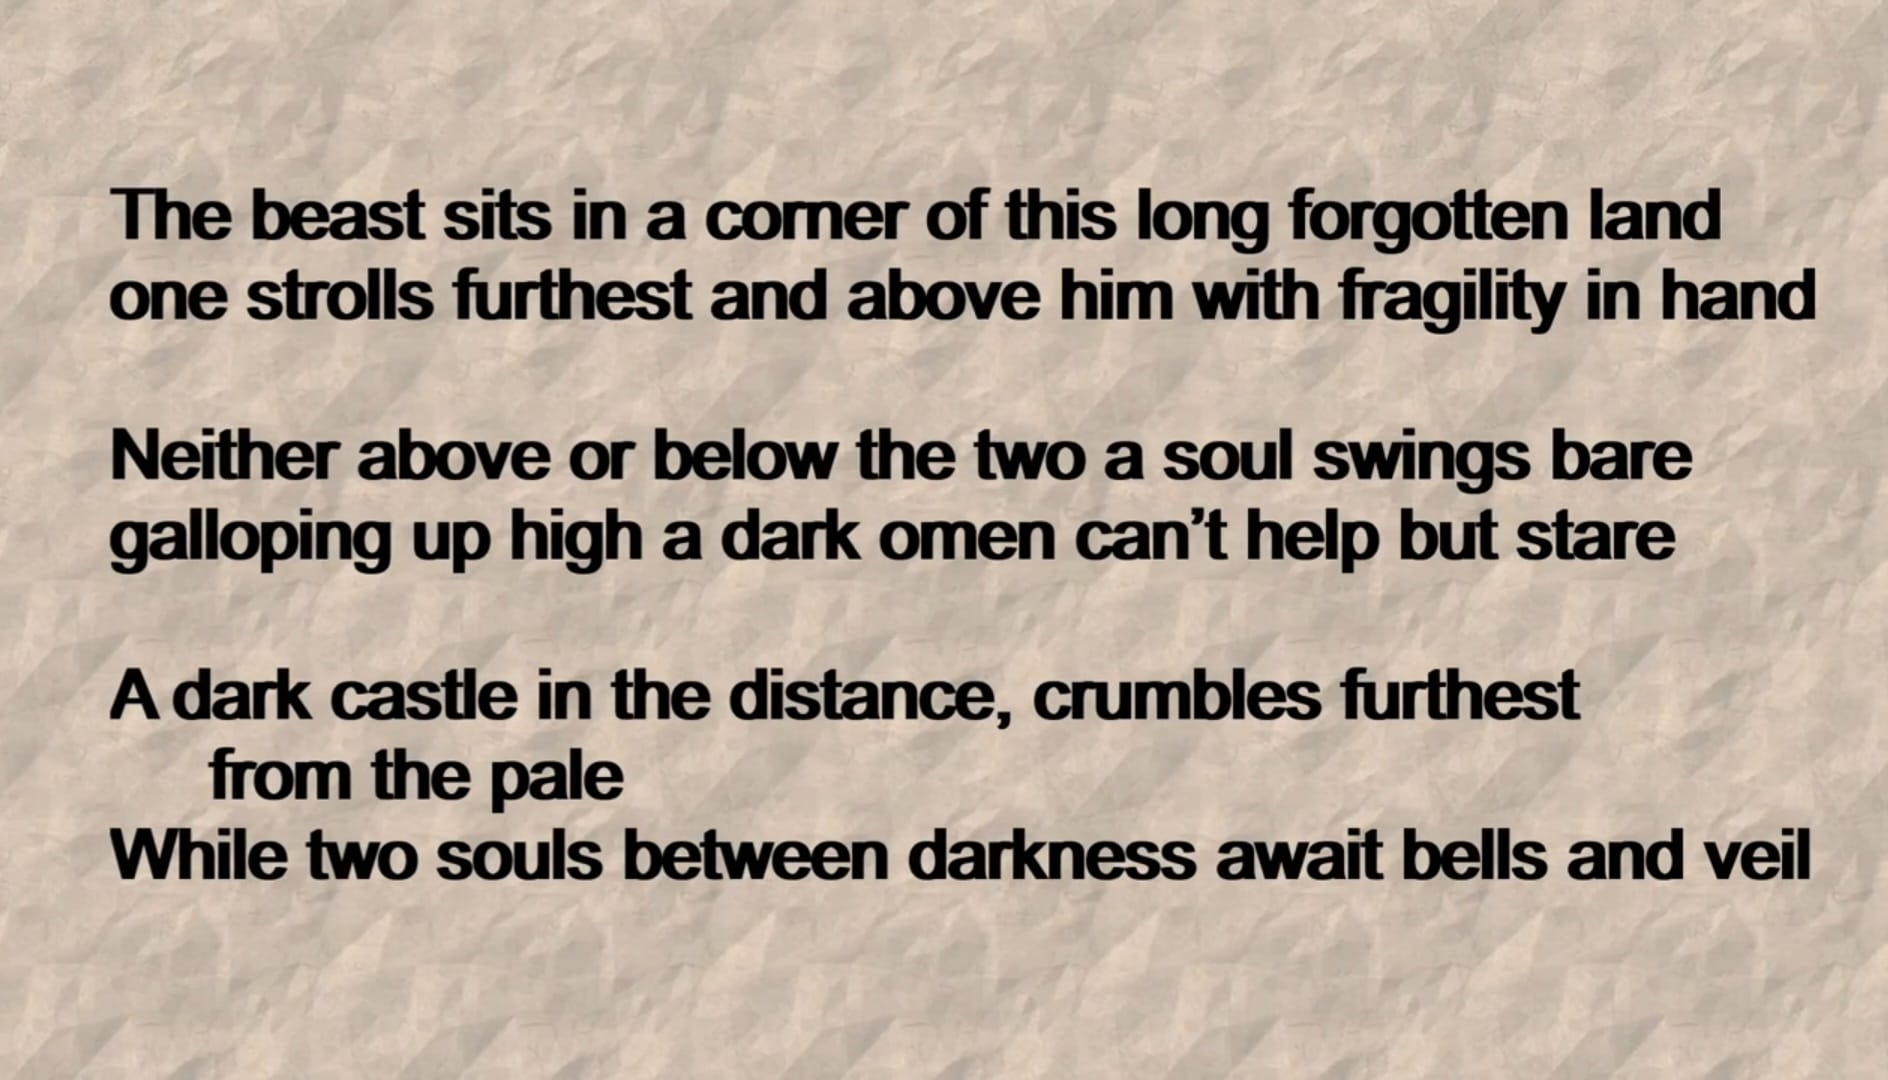 The beast sits in a corner of this long forgotten land
one strolls furthest and above him with fragility in hand
Neither above or below the two a soul swings bare
galloping up high a dark omen can't help but stare
A dark castle in the distance, crumbles furthest
from the pale
While two souls between darkness await bells and veil